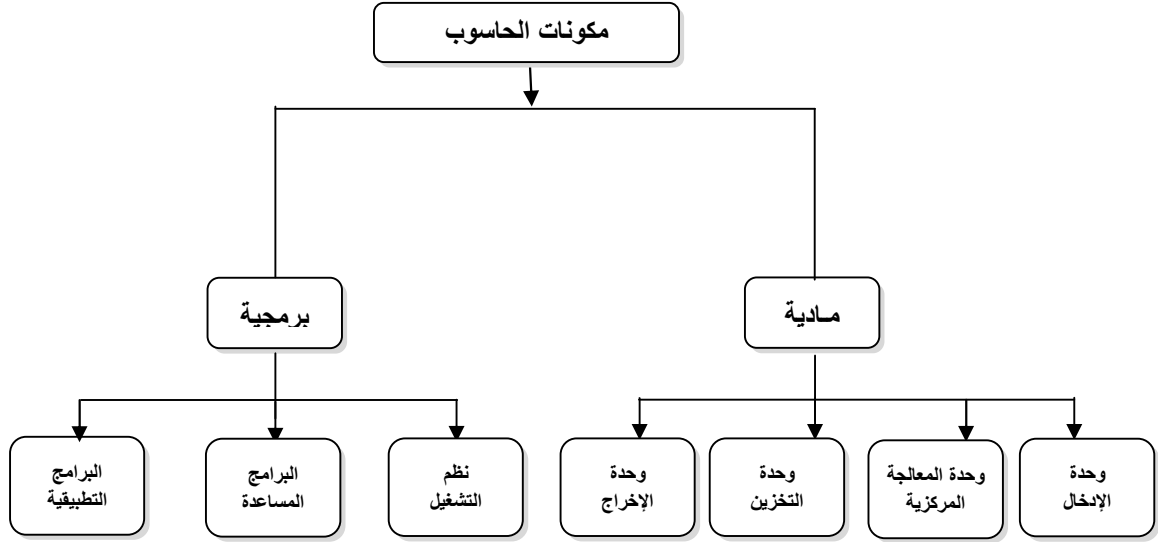 مكونات الحاسوب
مـادية
برمجية
وحدة
الإدخال
وحدة المعالجة
المركزية
وحدة
التخزين
وحدة
الإخراج
نظم
التشغيل
البرامج
المساعدة
البرامج
التطبيقية